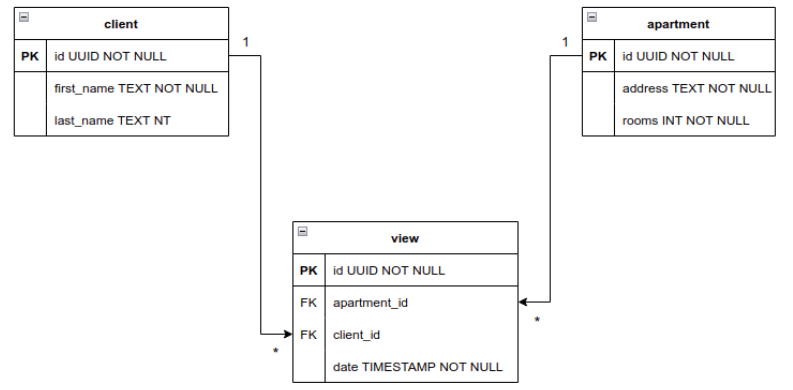 client
PK id UUID NOT NULL
first_name TEXT NOT NULL
last_name TEXT NT
1
apartment
PK id UUID NOT NULL
address TEXT NOT NULL
rooms INT NOT NULL
1
view
PK id UUID NOT NULL
FK apartment_id
FK client_id
date TIMESTAMP NOT NULL
*
*